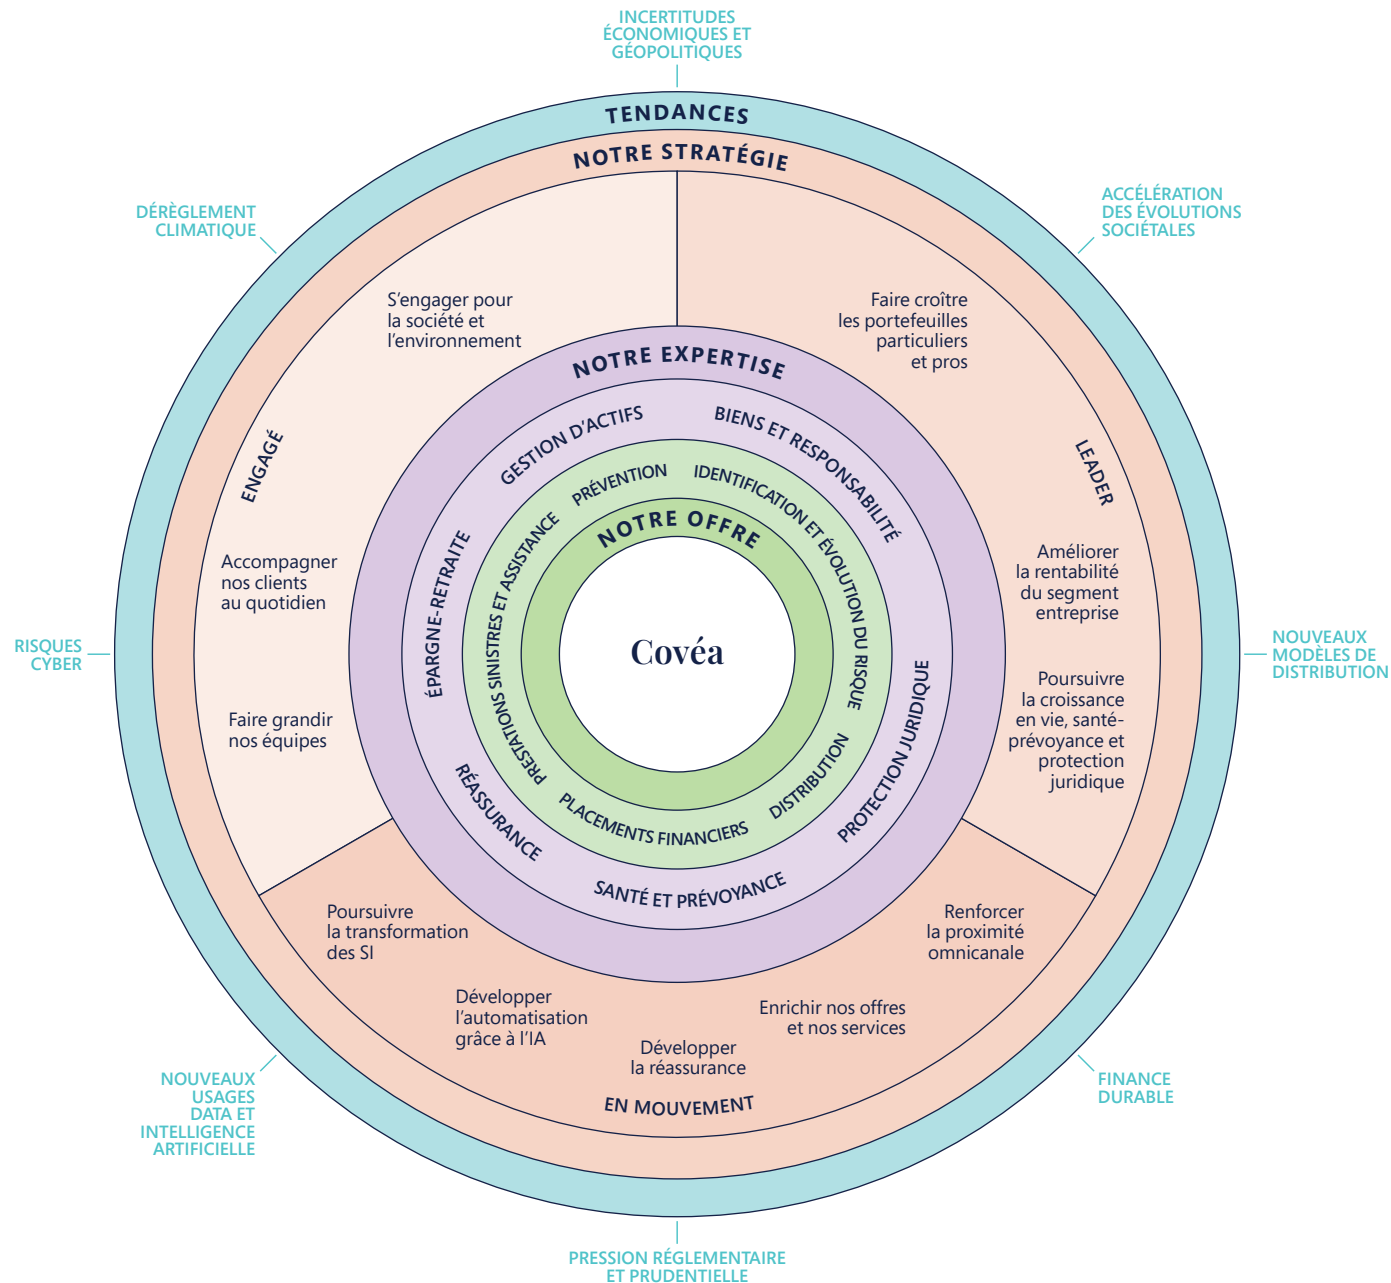 INCERTITUDES
ÉCONOMIQUES ET
GÉOPOLITIQUES
TENDANCES
NOTRE STRATÉGIE
DÉRÈGLEMENT
CLIMATIQUE
ACCÉLÉRATION
DES ÉVOLUTIONS
SOCIÉTALES
S'engager pour
la société et
l'environnement
Faire croître
les portefeuilles
particuliers
et pros
NOTRE EXPERTISE
GESTION D'ACTIFS
BIENS ET RESPONSABILITÉ
ENGAGÉ
LEADER
PRÉVENTION
IDENTIFICATION ET ÉVOLUTION DU RISQUE
NOTRE OFFRE
PRESTATIONS SINISTRES ET ASSISTANCE
ÉPARGNE-RETRAITE
Accompagner
nos clients
au quotidien
Améliorer
la rentabilité
du segment
entreprise
RISQUES
CYBER
Covéa
NOUVEAUX
MODÈLES DE
DISTRIBUTION
Faire grandir
nos équipes
Poursuivre
la croissance
en vie, santé-
prévoyance et
protection
juridique
PROTECTION JURIDIQUE
DISTRIBUTION
PLACEMENTS FINANCIERS
RÉASSURANCE
SANTÉ ET PRÉVOYANCE
Poursuivre
la transformation
des SI
Renforcer
la proximité
omnicanale
Développer
l'automatisation
grâce à l'IA
Enrichir nos offres
et nos services
Développer
la réassurance
EN MOUVEMENT
NOUVEAUX
USAGES
DATA ET
INTELLIGENCE
ARTIFICIELLE
FINANCE
DURABLE
PRESSION RÉGLEMENTAIRE
ET PRUDENTIELLE